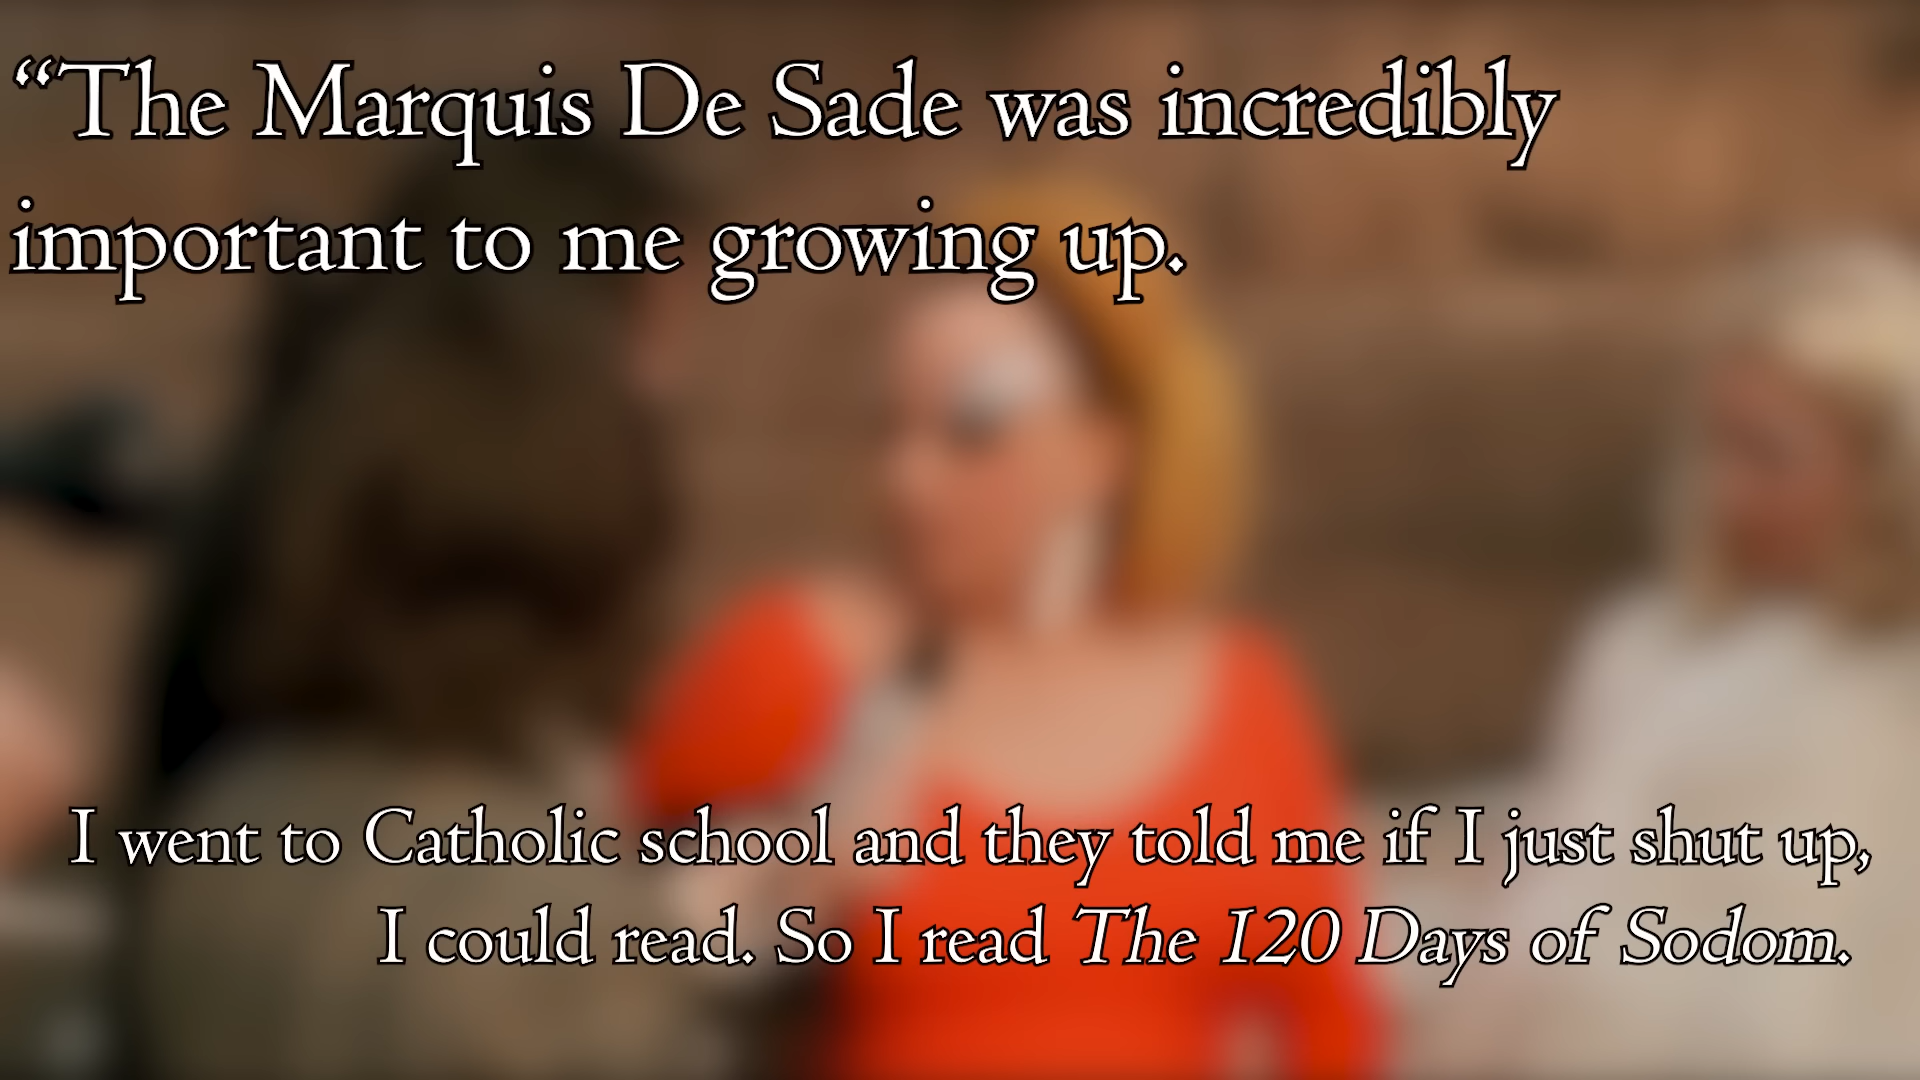 “The Marquis De Sade was incredibly
important to me growing up.
I went to Catholic school and they told me if I just shut up,
I could read. So I read The 120 Days of Sodom.